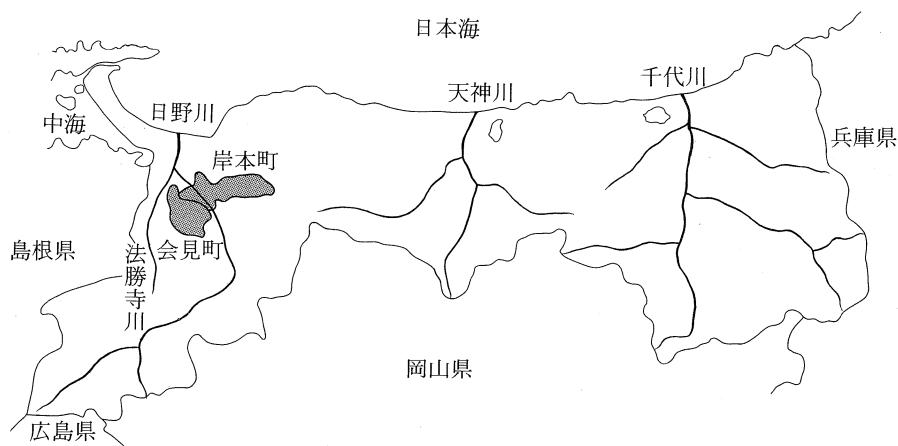 日本海
千代川
天神川
日野川
中海
兵庫県
岸本町
島根県
法勝寺川
会見町
岡山県
広島県